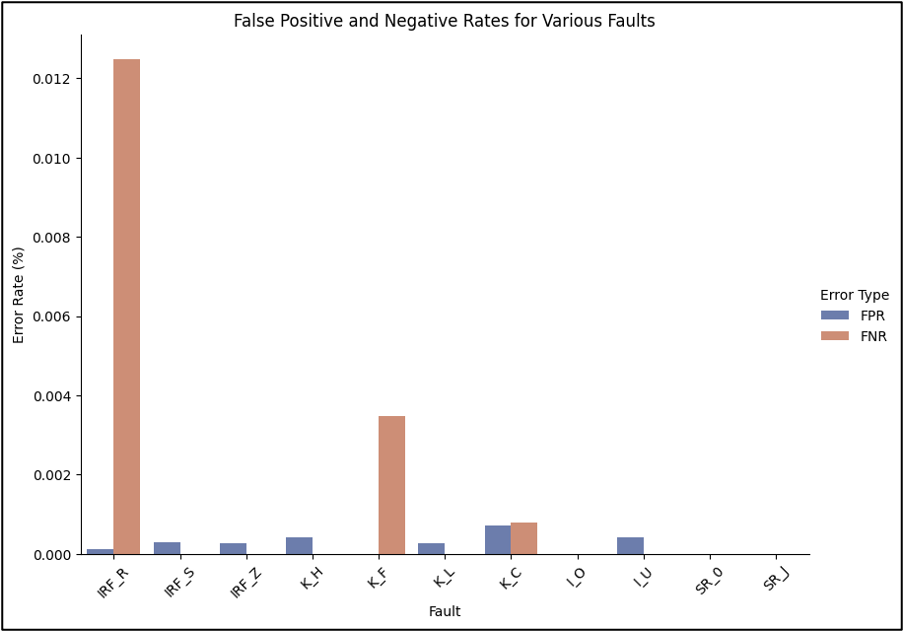 False Positive and Negative Rates for Various Faults
0.012
0.010
0.008
0.006
0.004
0.002
0.000
Error Rate (%)
IRF_R
IRF_S
IRF_Z
K_H
K_F
K_L
K_C
I_O
I_U
SR_0
SR_J
Fault
Error Type
FPR
FNR